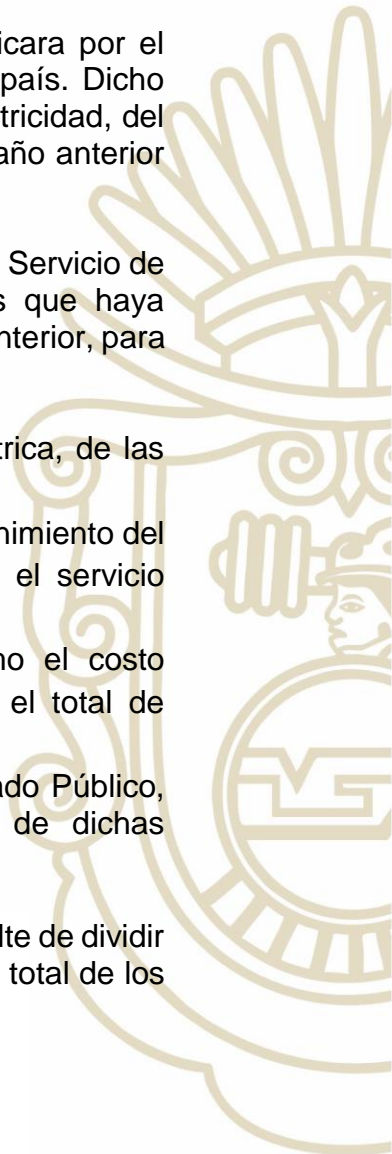 icara por el
país. Dicho
tricidad, del
año anterior
Servicio de
s que haya
nterior, para
trica, de las
nimiento del
el servicio
no el costo
el total de
ado Público,
de dichas
lte de dividir
total de los